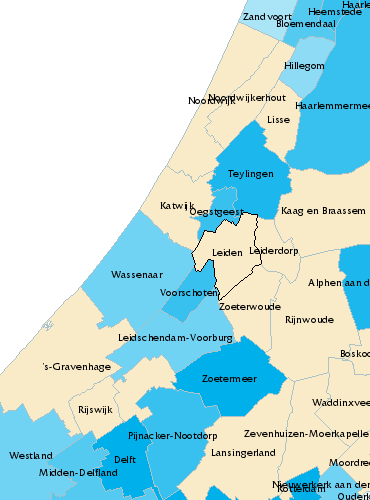 Haarle
Heemstede
Zandvoort
Bloemendaal
Hillegom
Noordwijkerhout
Noordwijk
Haarlemmermee
Lisse
Teylingen
Katwijk
Oegstgeest
Kaag en Braassem
Leiderdorp
Leiden
Wassenaar
Alphen aan d
Voorschoten
Zoeterwoude
Rijnwoude
Leidschendam-Voorburg
Boskoo
's-Gravenhage
Zoetermeer
Waddinxvee
Rijswijk
Pijnacker-Nootdorp
Zevenhuizen-Moerkapelle
Lansingerland
Westland
Delft
Moordre
Midden-Delfland
Nieuwerkerk aan den
Rotterdam
Ouderk